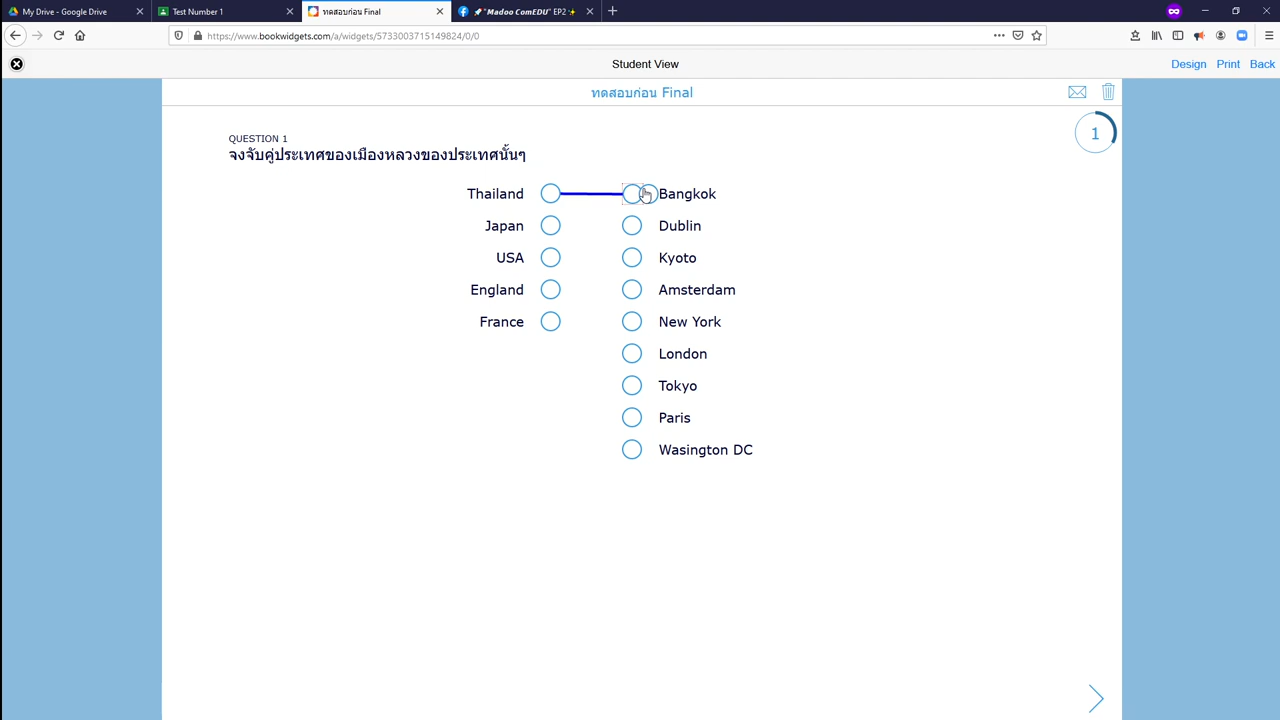 My Drive - Google Drive
Test Number 1
ทดสอบก่อน Final
"Madoo ComEDU" EP2
https://www.bookwidgets.com/a/widgets/5733003715149824/0/0
Student View
Design Print Back
ทดสอบก่อน Final
1
QUESTION 1
จงจับคู่ประเทศของเมืองหลวงของประเทศนั้นๆ
Thailand Bangkok
Japan Dublin
USA Kyoto
England Amsterdam
France New York
London
Tokyo
Paris
Wasington DC